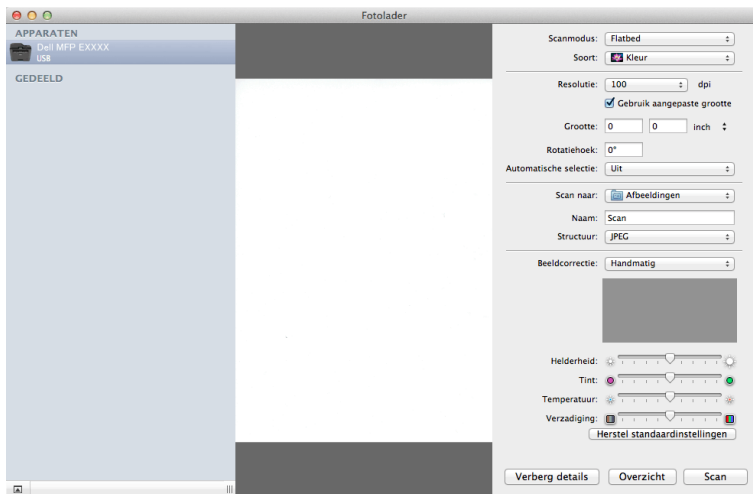 Fotolader
APPARATEN
Dell MFP EXXXX
USB
GEDEELD
Scanmodus: Flatbed
Soort: Kleur
Resolutie: 100 dpi
Gebruik aangepaste grootte
Grootte: 0 0 inch
Rotatiehoek: 0°
Automatische selectie: Uit
Scan naar: Afbeeldingen
Naam: Scan
Structuur: JPEG
Beeldcorrectie: Handmatig
Helderheid:
Tint:
Temperatuur:
Verzadiging:
Herstel standaardinstellingen
Verberg details Overzicht Scan